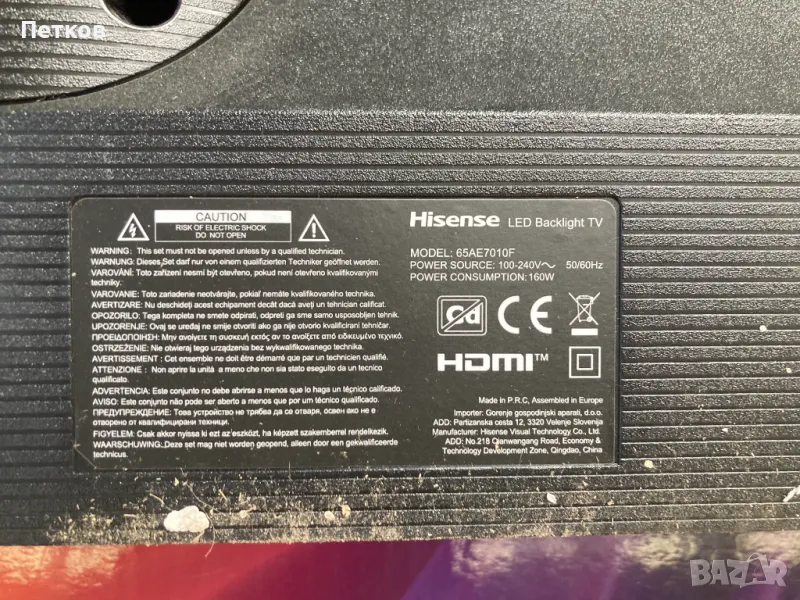 Петков
CAUTION
RISK OF ELECTRIC SHOCK
DO NOT OPEN
WARNING: This set must not be opened unless by a qualified technician.
WARNUNG: Dieses Set darf nur von einem qualifizierten Techniker geöffnet werden.
VAROVÁNÍ: Toto zařízení nesmí být otevřeno, pokud není otevřeno kvalifikovanými
techniky.
VAROVANIE: Toto zariadenie neotvárajte, pokiaľ nemáte kvalifikovaného technika.
AVERTIZARE: Nu deschideți acest echipament decât dacă aveți un tehnician calificat.
OPOZORILO: Tega kompleta ne smete odpirati, odpreti ga sme samo usposobljen tehnik.
UPOZORENJE: Ovaj se uređaj ne smije otvoriti ako ga nije otvorio kvalificirani tehničar.
ΠΡΟΕΙΔΟΠΟΙΗΣΗ: Μην ανοίγετε τη συσκευή εκτός αν το ανοίξετε από ειδικευμένο τεχνικό.
OSTRZEŻENIE: Nie otwieraj tego urządzenia bez wykwalifikowanego technika.
AVERTISSEMENT : Cet ensemble ne doit être démarré que par un technicien qualifié.
ATTENZIONE : Non aprire la unità a meno che non sia stato eseguito da un tecnico
qualificato.
ADVERTENCIA: Este conjunto no debe abrirse a menos que lo haga un técnico calificado.
AVISO: Este conjunto não pode ser aberto a menos que por um técnico qualificado.
ПРЕДУПРЕЖДЕНИЕ: Това устройство не трябва да се отваря, освен ако не е
отворено от квалифицирани техници.
FIGYELEM: Csak akkor nyissa ki ezt az eszközt, ha képzett szakemberrel rendelkezik.
WAARSCHUWING: Deze set mag niet worden geopend, alleen door een gekwalificeerde
technicus.
Hisense LED Backlight TV
MODEL: 65AE7010F
POWER SOURCE: 100-240V~ 50/60Hz
POWER CONSUMPTION: 160W
Cd CE
HDMI™
Made in P.R.C, Assembled in Europe
Importer: Gorenje gospodinjski aparati, d.o.o.
ADD: Partizanska cesta 12, 3320 Velenje Slovenija
Manufacturer: Hisense Visual Technology Co., Ltd.
ADD: No.218 Qianwangang Road, Economy &
Technology Development Zone, Qingdao, China
BAZAR